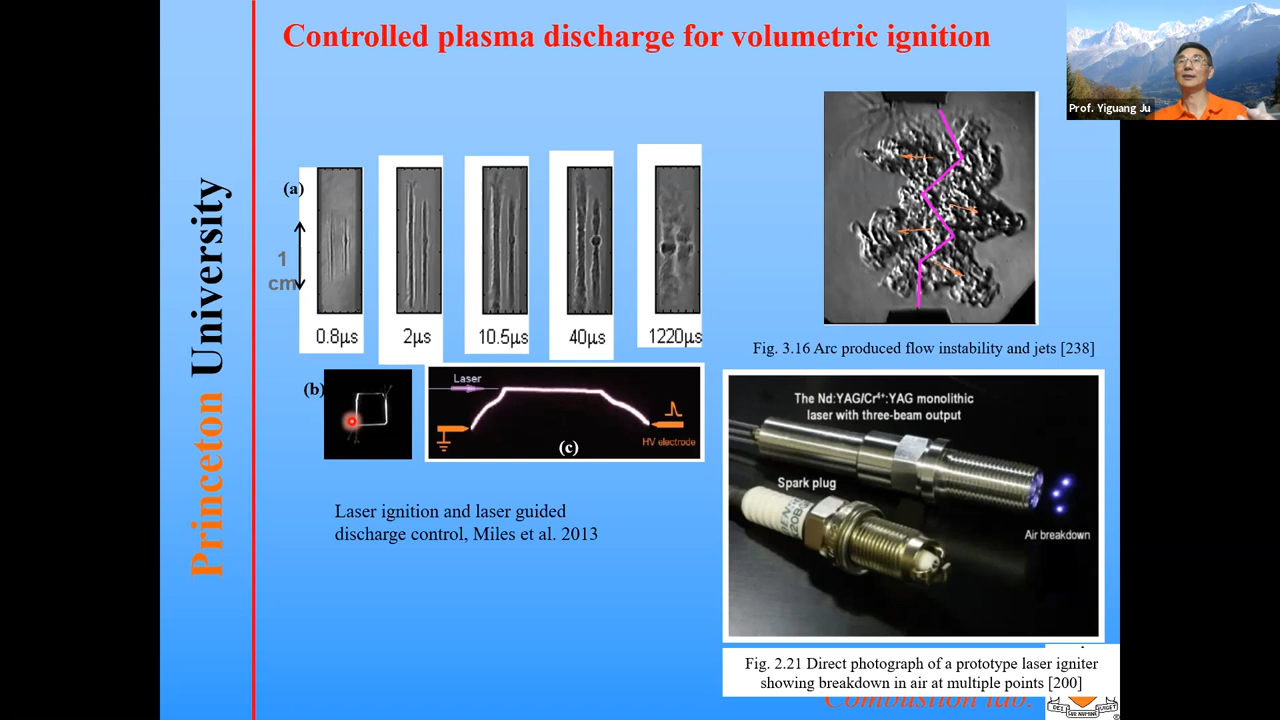 Controlled plasma discharge for volumetric ignition
Prof. Yiguang Ju
Princeton University
(a)
1
cm
0.8µs
2µs
10.5µs
40µs
1220µs
Fig. 3.16 Arc produced flow instability and jets [238]
(b)
Laser
HV electrode
(c)
The Nd:YAG/Cr⁴⁺:YAG monolithic
laser with three-beam output
Spark plug
Air breakdown
Laser ignition and laser guided
discharge control, Miles et al. 2013
Fig. 2.21 Direct photograph of a prototype laser igniter
showing breakdown in air at multiple points [200]
Combustion lab.